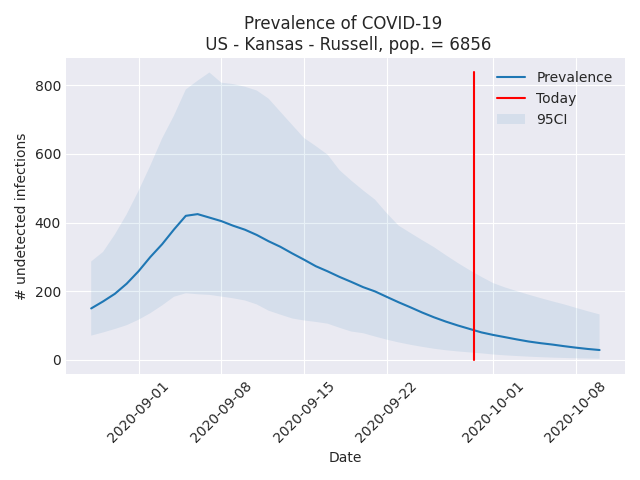 Prevalence of COVID-19
US - Kansas - Russell, pop. = 6856
Prevalence
Today
95CI
800
600
400
200
0
# undetected infections
2020-09-01
2020-09-08
2020-09-15
2020-09-22
2020-10-01
2020-10-08
Date